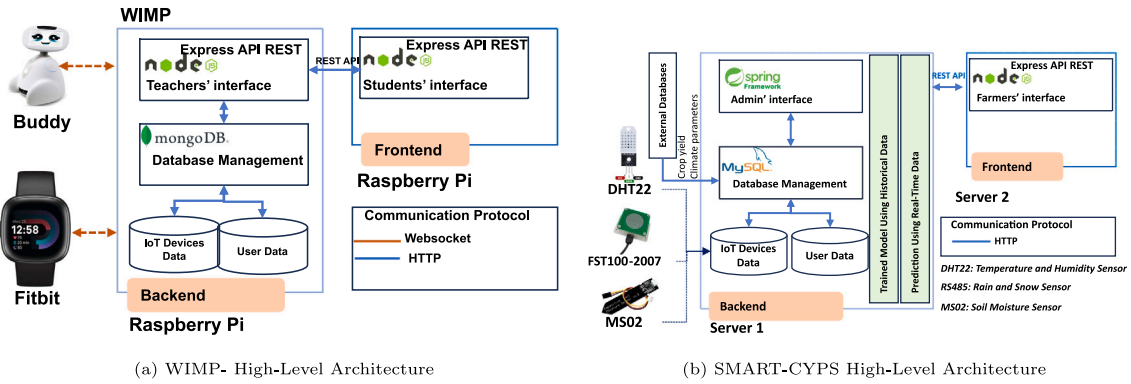 WIMP
Express API REST
node JS
Teachers' interface
REST API
Express API REST
node JS
Students' interface
Frontend
Raspberry Pi
Buddy
mongoDB.
Database Management
12:58
Fitbit
IoT Devices
Data
User Data
Backend
Raspberry Pi
Communication Protocol
Websocket
HTTP
(a) WIMP- High-Level Architecture
External Databases
Crop yield
Climate parameters
spring
Framework
Admin' interface
MySQL
Database Management
IoT Devices
Data
User Data
Backend
Server 1
DHT22
FST100-2007
MS02
Trained Model Using Historical Data
Prediction Using Real-Time Data
REST API
Express API REST
node JS
Farmers' interface
Frontend
Server 2
Communication Protocol
HTTP
DHT22: Temperature and Humidity Sensor
RS485: Rain and Snow Sensor
MS02: Soil Moisture Sensor
(b) SMART-CYPS High-Level Architecture